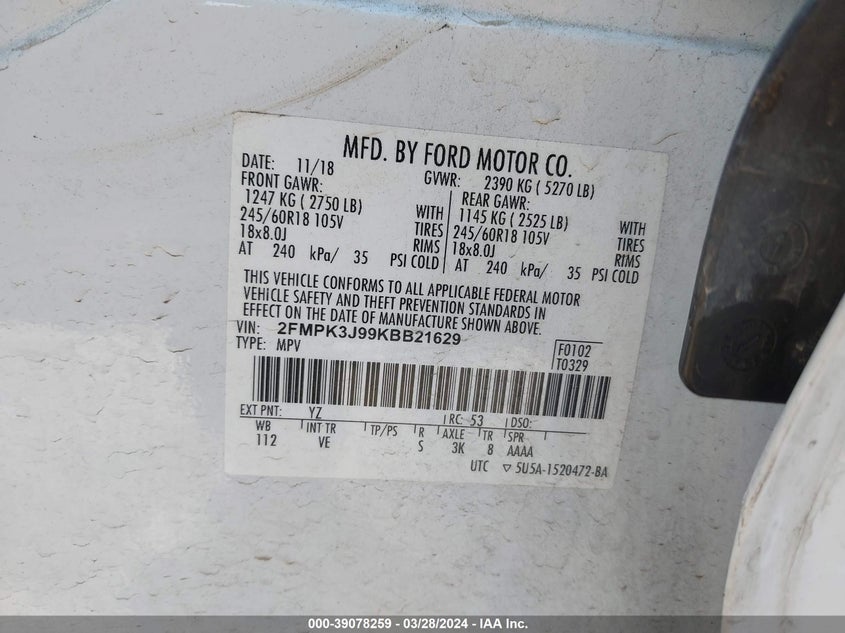 MFD. BY FORD MOTOR CO.
DATE: 11/18 GVWR: 2390 KG ( 5270 LB)
FRONT GAWR: REAR GAWR:
1247 KG ( 2750 LB) WITH 1145 KG ( 2525 LB) WITH
245/60R18 105V TIRES 245/60R18 105V TIRES
18x8.0J RIMS 18x8.0J RIMS
AT 240 kPa/ 35 PSI COLD AT 240 kPa/ 35 PSI COLD
THIS VEHICLE CONFORMS TO ALL APPLICABLE FEDERAL MOTOR
VEHICLE SAFETY AND THEFT PREVENTION STANDARDS IN
EFFECT ON THE DATE OF MANUFACTURE SHOWN ABOVE.
VIN: 2FMPK3J99KBB21629
TYPE: MPV F0102
T0329
EXT PNT: YZ RC: 53 DSO:
WB INT TR TP/PS R AXLE TR SPR
112 VE S 3K 8 AAAA
UTC ▽ 5U5A-1520472-BA
000-39078259 - 03/28/2024 - IAA, Inc.